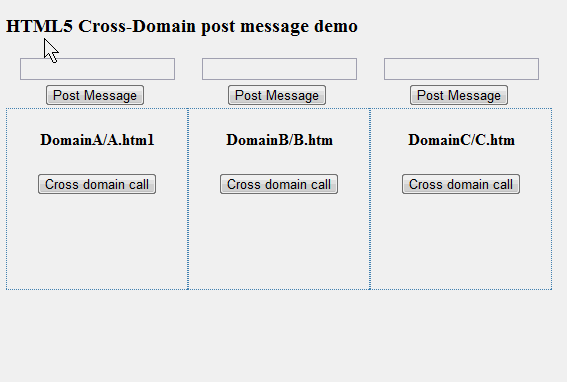 HTML5 Cross-Domain post message demo
Post Message Post Message Post Message
DomainA/A.html DomainB/B.htm DomainC/C.htm
Cross domain call Cross domain call Cross domain call